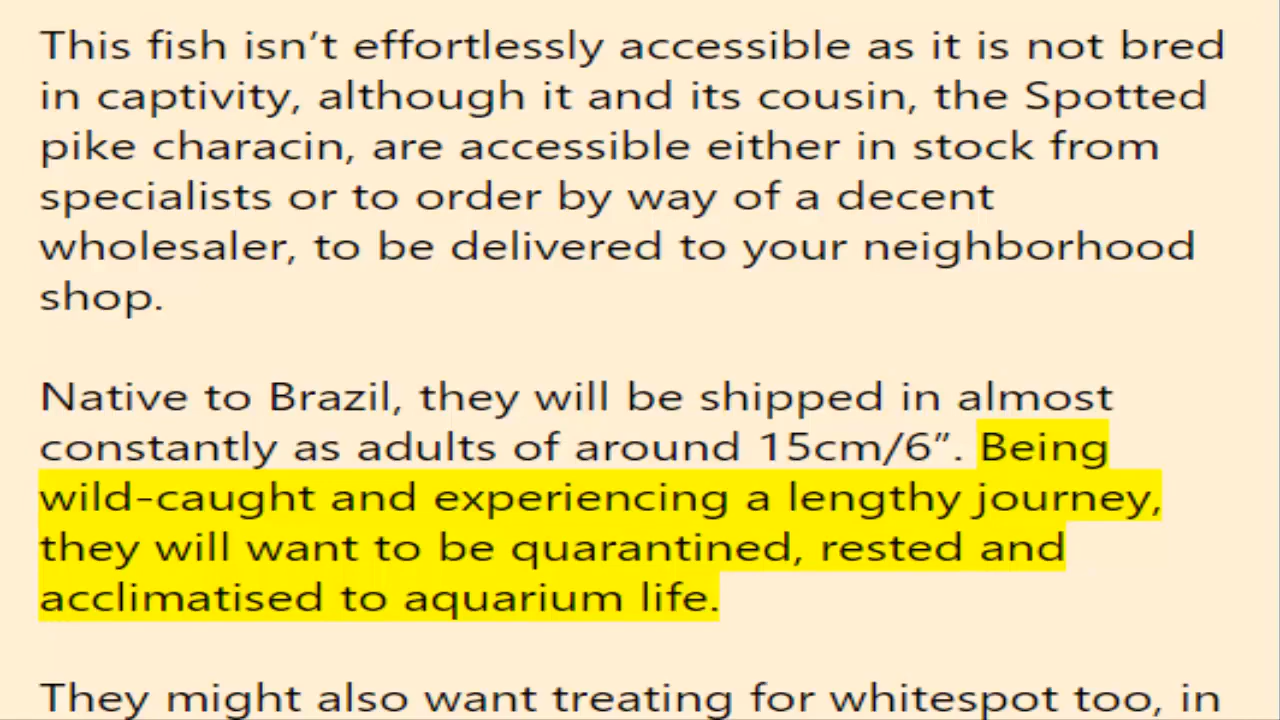 This fish isn’t effortlessly accessible as it is not bred
in captivity, although it and its cousin, the Spotted
pike characin, are accessible either in stock from
specialists or to order by way of a decent
wholesaler, to be delivered to your neighborhood
shop.
Native to Brazil, they will be shipped in almost
constantly as adults of around 15cm/6”. Being
wild-caught and experiencing a lengthy journey,
they will want to be quarantined, rested and
acclimatised to aquarium life.
They might also want treating for whitespot too, in